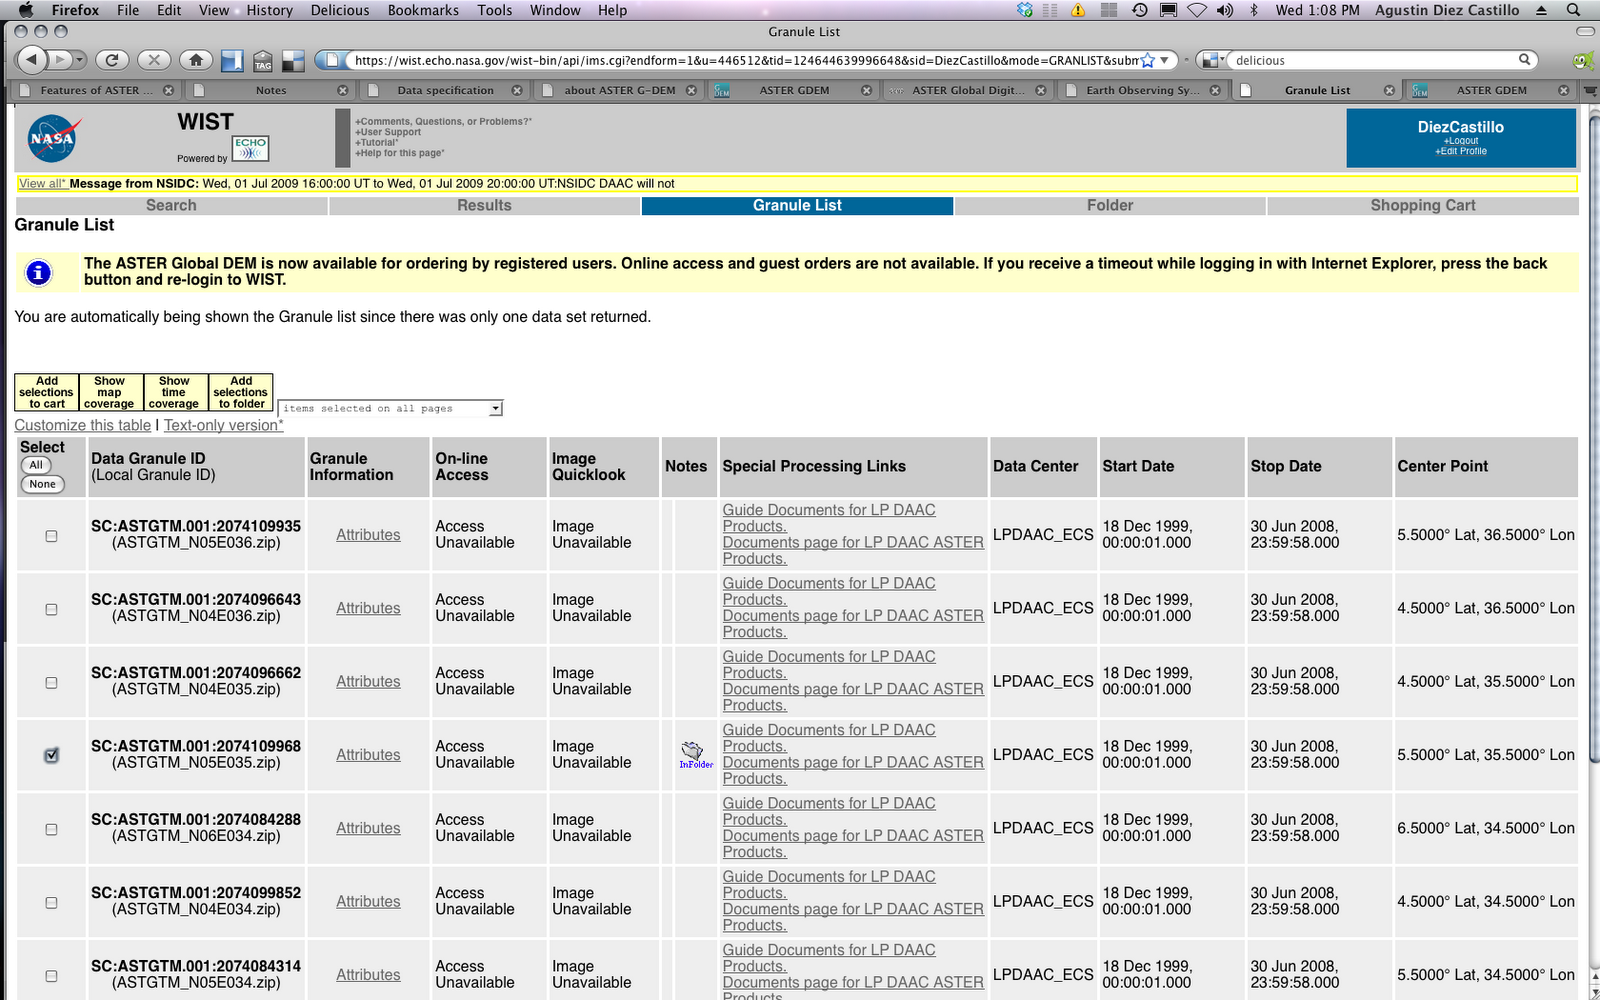 Firefox File Edit View History Delicious Bookmarks Tools Window Help Wed 1:08 PM Agustin Diez Castillo
Granule List
https://wist.echo.nasa.gov/wist-bin/api/ims.cgi?endform=1&u=446512&tid=124644639996648&sid=DiezCastillo&mode=GRANLIST&subm delicious
TAG
Features of ASTER ... Notes Data specification about ASTER G-DEM ASTER GDEM ASTER Global Digit... Earth Observing Sy... Granule List ASTER GDEM
NASA
WIST
Powered by ECHO
+Comments, Questions, or Problems?*
+User Support
+Tutorial*
+Help for this page*
DiezCastillo
+Logout
+Edit Profile
View all* Message from NSIDC: Wed, 01 Jul 2009 16:00:00 UT to Wed, 01 Jul 2009 20:00:00 UT:NSIDC DAAC will not
Search Results Granule List Folder Shopping Cart
Granule List
The ASTER Global DEM is now available for ordering by registered users. Online access and guest orders are not available. If you receive a timeout while logging in with Internet Explorer, press the back
button and re-login to WIST.
You are automatically being shown the Granule list since there was only one data set returned.
Add selections to cart Show map coverage Show time coverage Add selections to folder items selected on all pages
Customize this table | Text-only version*
Select All None Data Granule ID (Local Granule ID) Granule Information On-line Access Image Quicklook Notes Special Processing Links Data Center Start Date Stop Date Center Point
SC:ASTGTM.001:2074109935 (ASTGTM_N05E036.zip) Attributes Access Unavailable Image Unavailable Guide Documents for LP DAAC Products. Documents page for LP DAAC ASTER Products. LPDAAC_ECS 18 Dec 1999, 00:00:01.000 30 Jun 2008, 23:59:58.000 5.5000° Lat, 36.5000° Lon
SC:ASTGTM.001:2074096643 (ASTGTM_N04E036.zip) Attributes Access Unavailable Image Unavailable Guide Documents for LP DAAC Products. Documents page for LP DAAC ASTER Products. LPDAAC_ECS 18 Dec 1999, 00:00:01.000 30 Jun 2008, 23:59:58.000 4.5000° Lat, 36.5000° Lon
SC:ASTGTM.001:2074096662 (ASTGTM_N04E035.zip) Attributes Access Unavailable Image Unavailable Guide Documents for LP DAAC Products. Documents page for LP DAAC ASTER Products. LPDAAC_ECS 18 Dec 1999, 00:00:01.000 30 Jun 2008, 23:59:58.000 4.5000° Lat, 35.5000° Lon
SC:ASTGTM.001:2074109968 (ASTGTM_N05E035.zip) Attributes Access Unavailable Image Unavailable InFolder Guide Documents for LP DAAC Products. Documents page for LP DAAC ASTER Products. LPDAAC_ECS 18 Dec 1999, 00:00:01.000 30 Jun 2008, 23:59:58.000 5.5000° Lat, 35.5000° Lon
SC:ASTGTM.001:2074084288 (ASTGTM_N06E034.zip) Attributes Access Unavailable Image Unavailable Guide Documents for LP DAAC Products. Documents page for LP DAAC ASTER Products. LPDAAC_ECS 18 Dec 1999, 00:00:01.000 30 Jun 2008, 23:59:58.000 6.5000° Lat, 34.5000° Lon
SC:ASTGTM.001:2074099852 (ASTGTM_N04E034.zip) Attributes Access Unavailable Image Unavailable Guide Documents for LP DAAC Products. Documents page for LP DAAC ASTER Products. LPDAAC_ECS 18 Dec 1999, 00:00:01.000 30 Jun 2008, 23:59:58.000 4.5000° Lat, 34.5000° Lon
SC:ASTGTM.001:2074084314 (ASTGTM_N05E034.zip) Attributes Access Unavailable Image Unavailable Guide Documents for LP DAAC Products. Documents page for LP DAAC ASTER Products. LPDAAC_ECS 18 Dec 1999, 00:00:01.000 30 Jun 2008, 23:59:58.000 5.5000° Lat, 34.5000° Lon